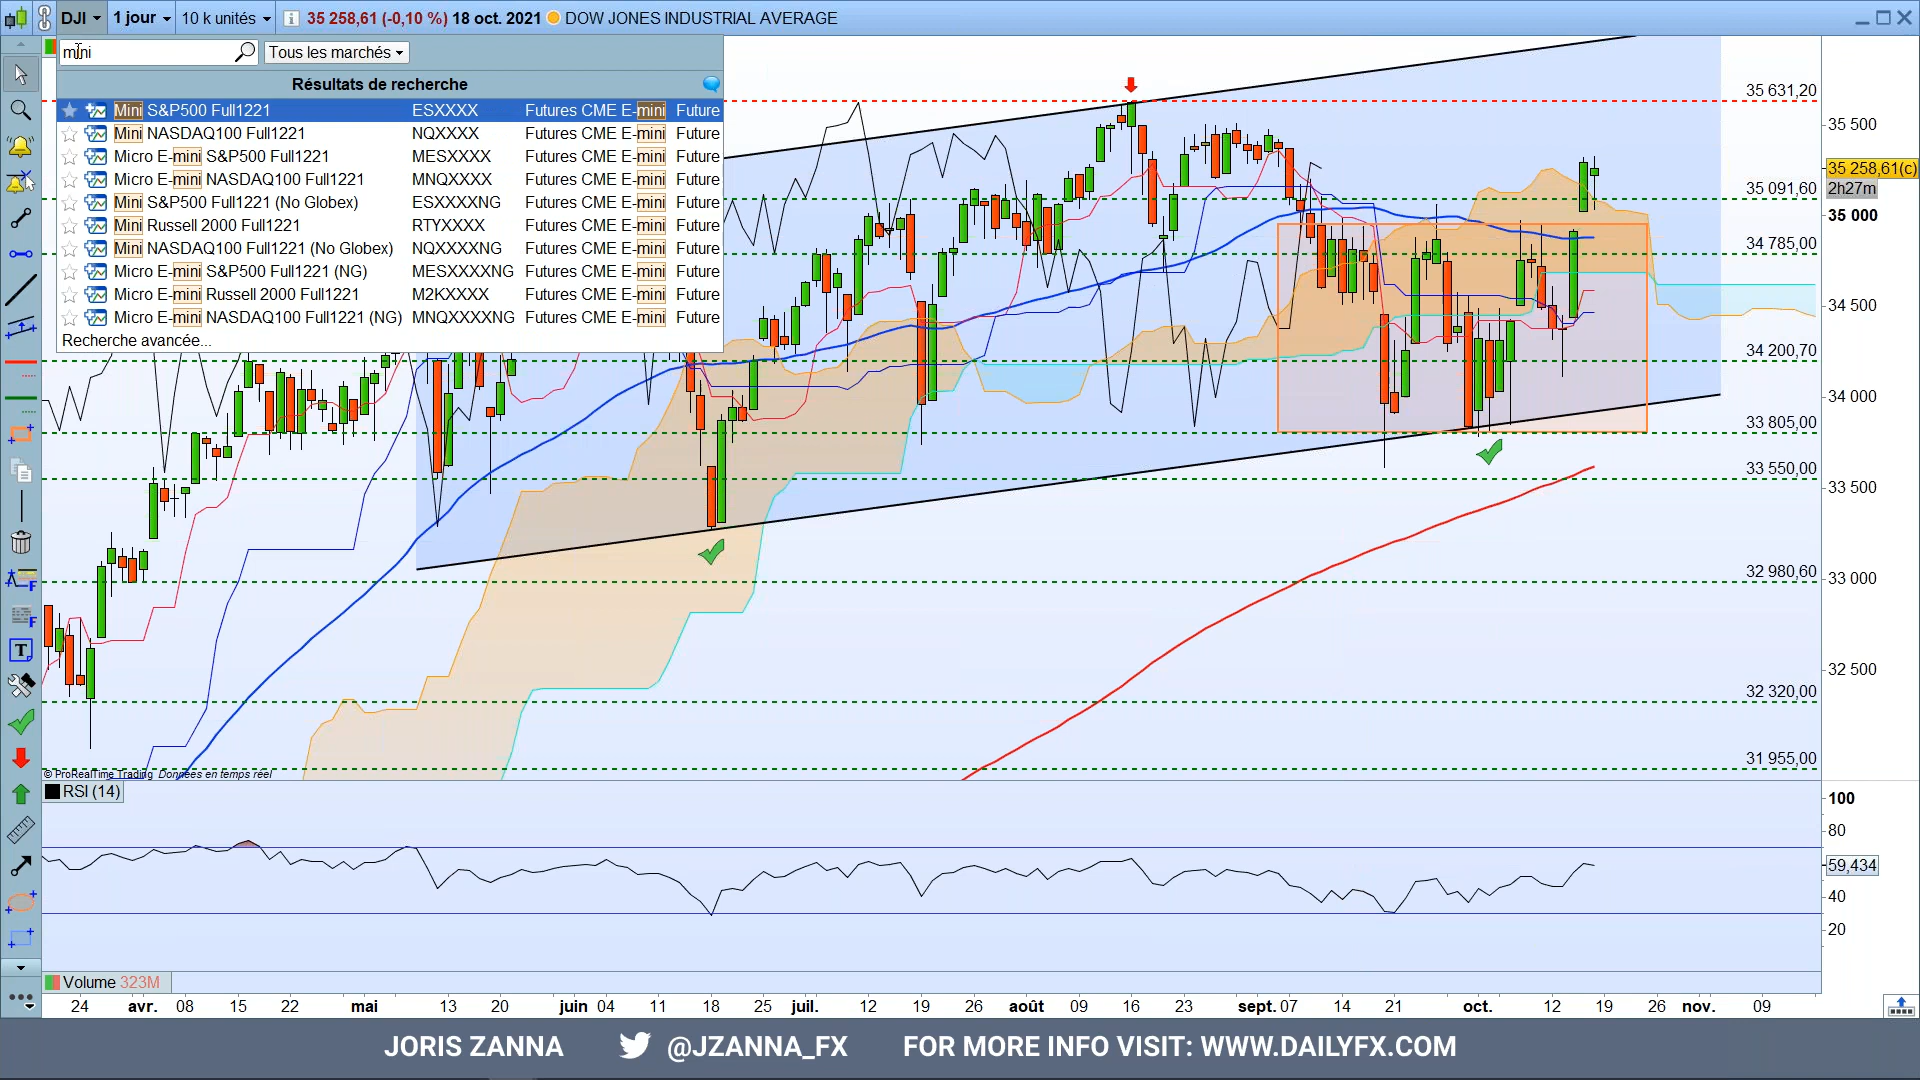 DJI 1 jour 10 k unités 35 258,61 (-0,10 %) 18 oct. 2021 DOW JONES INDUSTRIAL AVERAGE
mini Tous les marchés
Résultats de recherche
Mini S&P500 Full1221 ESXXXX Futures CME E-mini Future
Mini NASDAQ100 Full1221 NQXXXX Futures CME E-mini Future
Micro E-mini S&P500 Full1221 MESXXXX Futures CME E-mini Future
Micro E-mini NASDAQ100 Full1221 MNQXXXX Futures CME E-mini Future
Mini S&P500 Full1221 (No Globex) ESXXXXNG Futures CME E-mini Future
Mini Russell 2000 Full1221 RTYXXXX Futures CME E-mini Future
Mini NASDAQ100 Full1221 (No Globex) NQXXXXNG Futures CME E-mini Future
Micro E-mini S&P500 Full1221 (NG) MESXXXXNG Futures CME E-mini Future
Micro E-mini Russell 2000 Full1221 M2KXXXX Futures CME E-mini Future
Micro E-mini NASDAQ100 Full1221 (NG) MNQXXXXNG Futures CME E-mini Future
Recherche avancée...
35 631,20
35 500
35 258,61(c)
35 091,60
2h27m
35 000
34 785,00
34 500
34 200,70
34 000
33 805,00
33 550,00
33 500
32 980,60
33 000
32 500
32 320,00
31 955,00
© ProRealTime Trading Données en temps réel
RSI (14)
100
80
59,434
40
20
Volume 323M
24 avr. 08 15 22 mai 13 20 juin 04 11 18 25 juil. 12 19 26 août 09 16 23 sept. 07 14 21 oct. 12 19 26 nov. 09
JORIS ZANNA @JZANNA_FX FOR MORE INFO VISIT: WWW.DAILYFX.COM